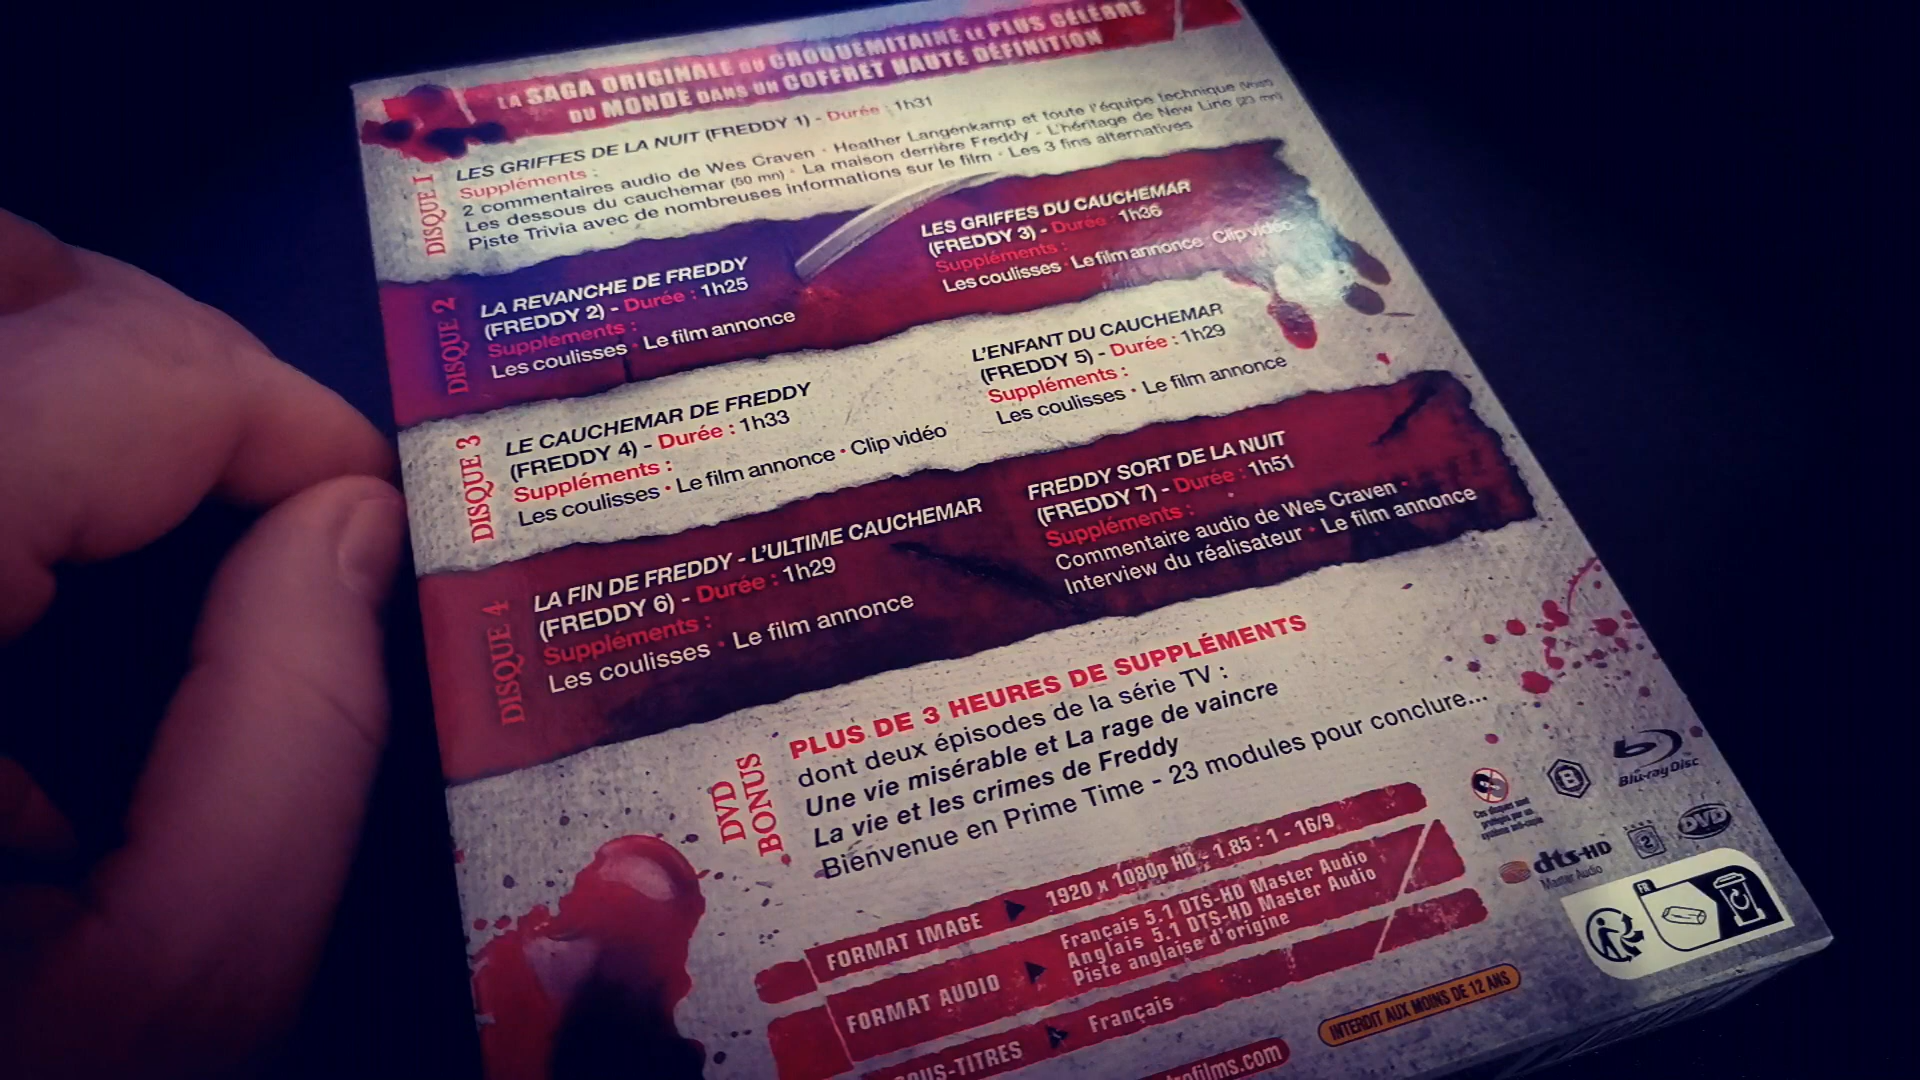 LA SAGA ORIGINALE DU CROQUEMITAINE LE PLUS CÉLÈBRE
DU MONDE DANS UN COFFRET HAUTE DÉFINITION
DISQUE 1
LES GRIFFES DE LA NUIT (FREDDY 1) - Durée : 1h31
Suppléments :
2 commentaires audio de Wes Craven • Heather Langenkamp et toute l'équipe technique (VOST)
Les dessous du cauchemar (50 mn) • La maison derrière Freddy - L'héritage de New Line (23 mn)
Piste Trivia avec de nombreuses informations sur le film • Les 3 fins alternatives
DISQUE 2
LA REVANCHE DE FREDDY
(FREDDY 2) - Durée : 1h25
Suppléments :
Les coulisses • Le film annonce
LES GRIFFES DU CAUCHEMAR
(FREDDY 3) - Durée : 1h36
Suppléments :
Les coulisses • Le film annonce • Clip vidéo
DISQUE 3
LE CAUCHEMAR DE FREDDY
(FREDDY 4) - Durée : 1h33
Suppléments :
Les coulisses • Le film annonce • Clip vidéo
L'ENFANT DU CAUCHEMAR
(FREDDY 5) - Durée : 1h29
Suppléments :
Les coulisses • Le film annonce
DISQUE 4
LA FIN DE FREDDY - L'ULTIME CAUCHEMAR
(FREDDY 6) - Durée : 1h29
Suppléments :
Les coulisses • Le film annonce
FREDDY SORT DE LA NUIT
(FREDDY 7) - Durée : 1h51
Suppléments :
Commentaire audio de Wes Craven •
Interview du réalisateur • Le film annonce
DVD
BONUS
PLUS DE 3 HEURES DE SUPPLÉMENTS
dont deux épisodes de la série TV :
Une vie misérable et La rage de vaincre
La vie et les crimes de Freddy
Bienvenue en Prime Time - 23 modules pour conclure...
FORMAT IMAGE
1920 x 1080p HD - 1.85 : 1 - 16/9
FORMAT AUDIO
Français 5.1 DTS-HD Master Audio
Anglais 5.1 DTS-HD Master Audio
Piste anglaise d'origine
Français
INTERDIT AUX MOINS DE 12 ANS
Ces disques sont
protégés par un
système anti-copie
B
Blu-ray Disc
dts-HD
Master Audio
2
DVD
FR